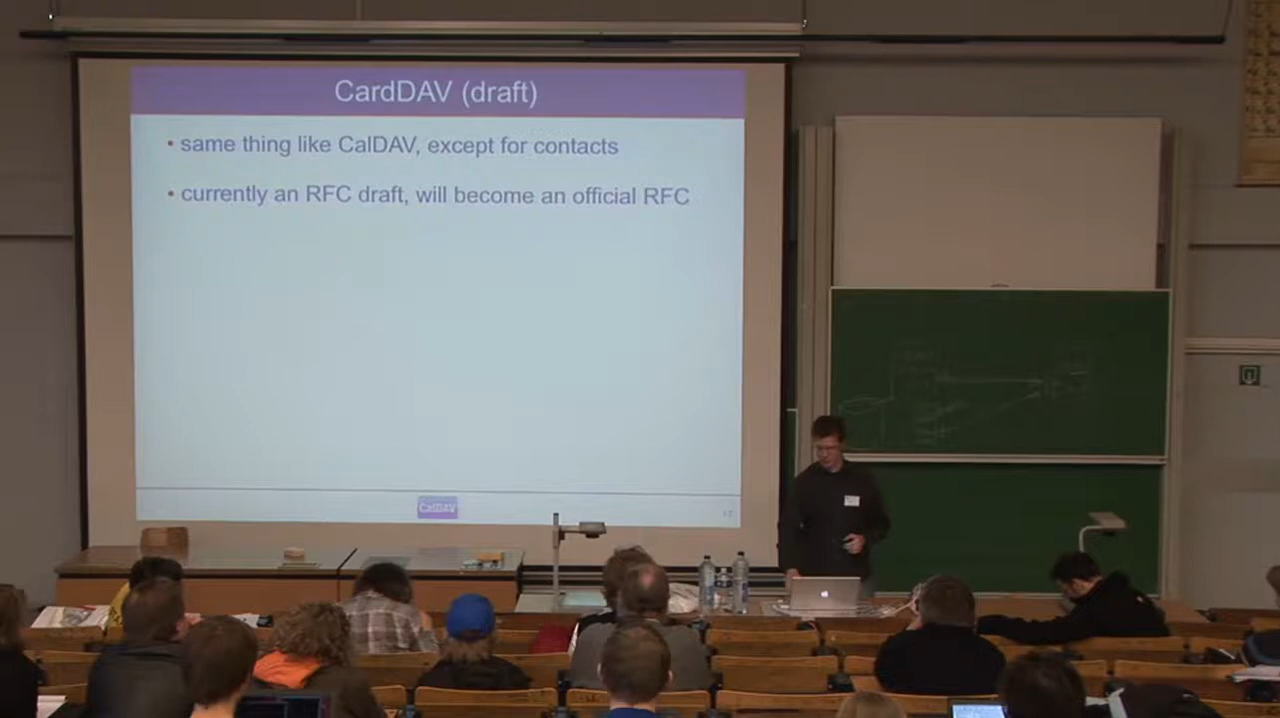 CardDAV (draft)
• same thing like CalDAV, except for contacts
• currently an RFC draft, will become an official RFC
CalDAV